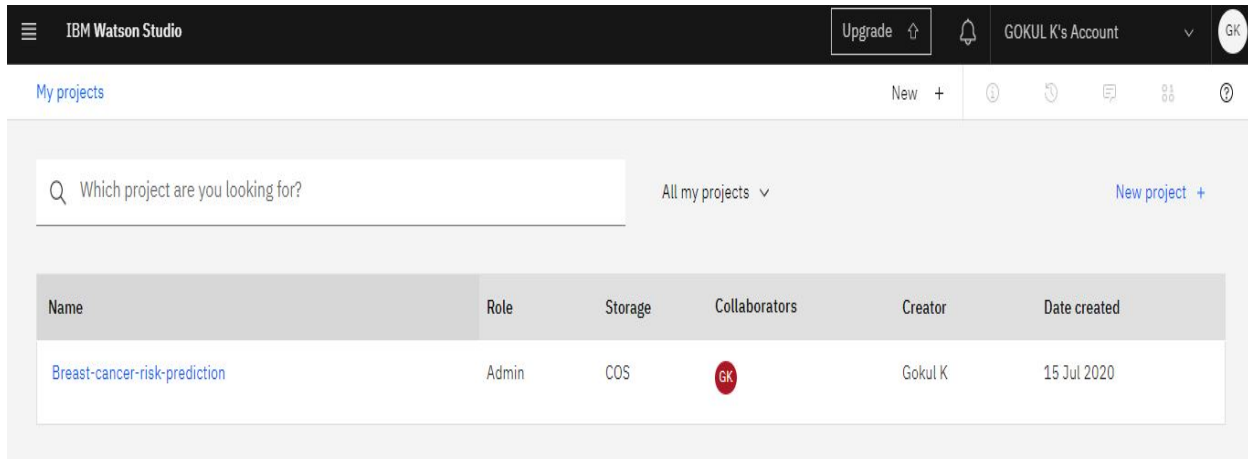 IBM Watson Studio Upgrade GOKUL K's Account GK
My projects New +
Which project are you looking for? All my projects New project +
Name Role Storage Collaborators Creator Date created
Breast-cancer-risk-prediction Admin COS GK Gokul K 15 Jul 2020